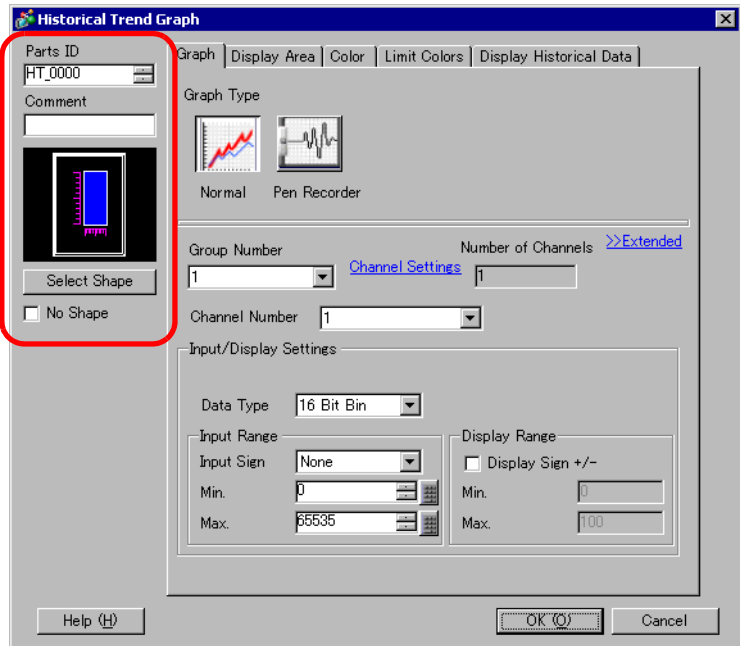 Historical Trend Graph
Parts ID
HT_0000
Comment
Select Shape
No Shape
Graph
Display Area
Color
Limit Colors
Display Historical Data
Graph Type
Normal
Pen Recorder
Group Number
1
Channel Settings
Number of Channels
1
>>Extended
Channel Number
1
Input/Display Settings
Data Type
16 Bit Bin
Input Range
Input Sign
None
Min.
0
Max.
65535
Display Range
Display Sign +/-
Min.
0
Max.
100
Help (H)
OK (O)
Cancel